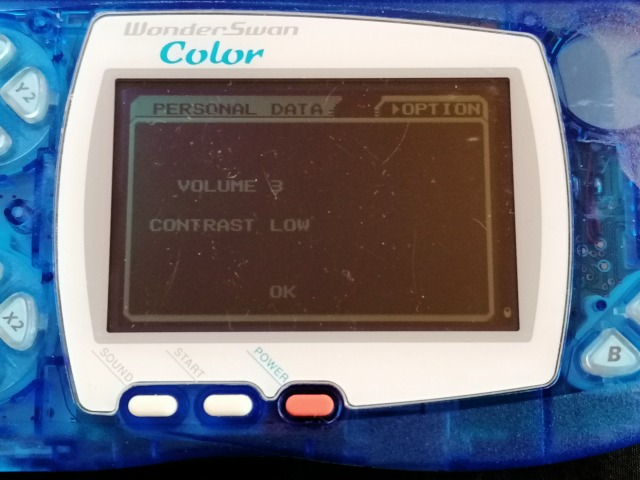 WonderSwan
Color
PERSONAL DATA ▶OPTION
VOLUME 3
CONTRAST LOW
OK
SOUND START POWER
Y2
X2
B